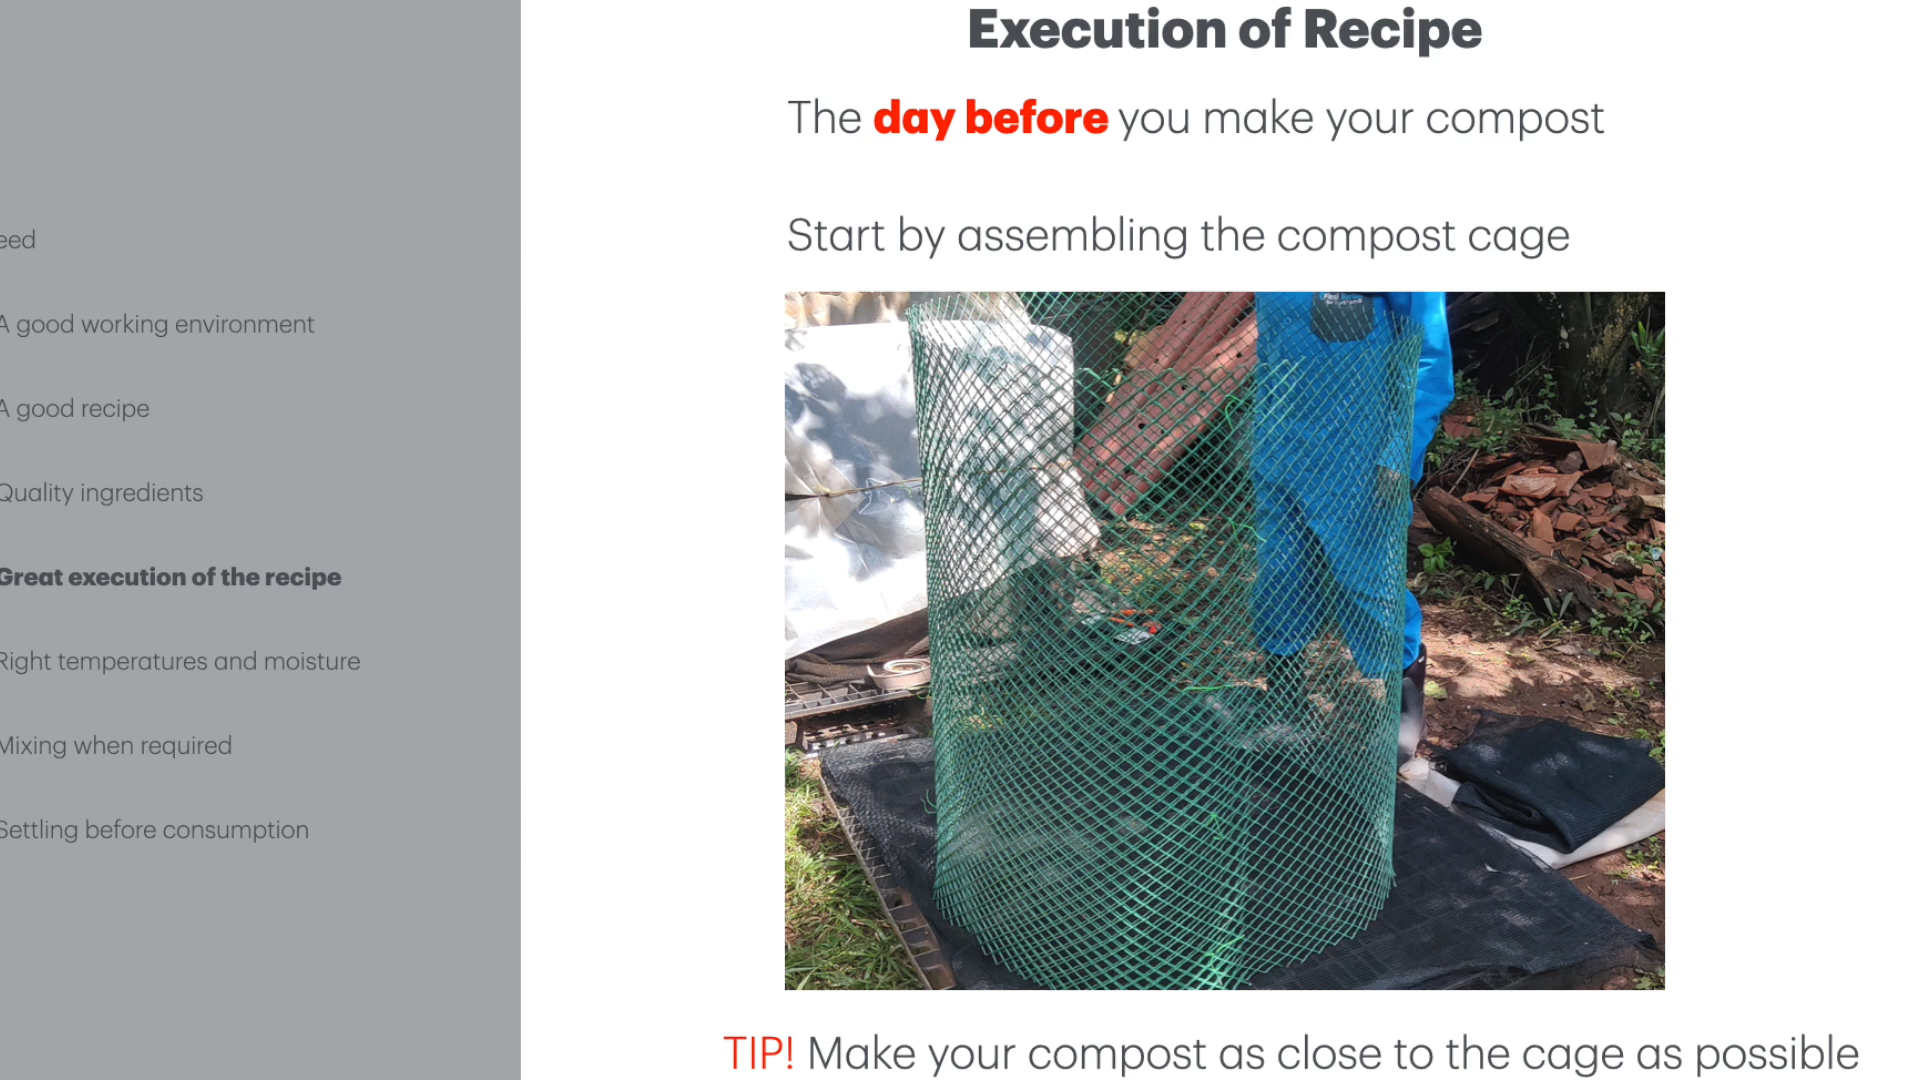 Execution of Recipe
The day before you make your compost
Start by assembling the compost cage
eed
A good working environment
A good recipe
Quality ingredients
Great execution of the recipe
Right temperatures and moisture
Mixing when required
Settling before consumption
TIP! Make your compost as close to the cage as possible